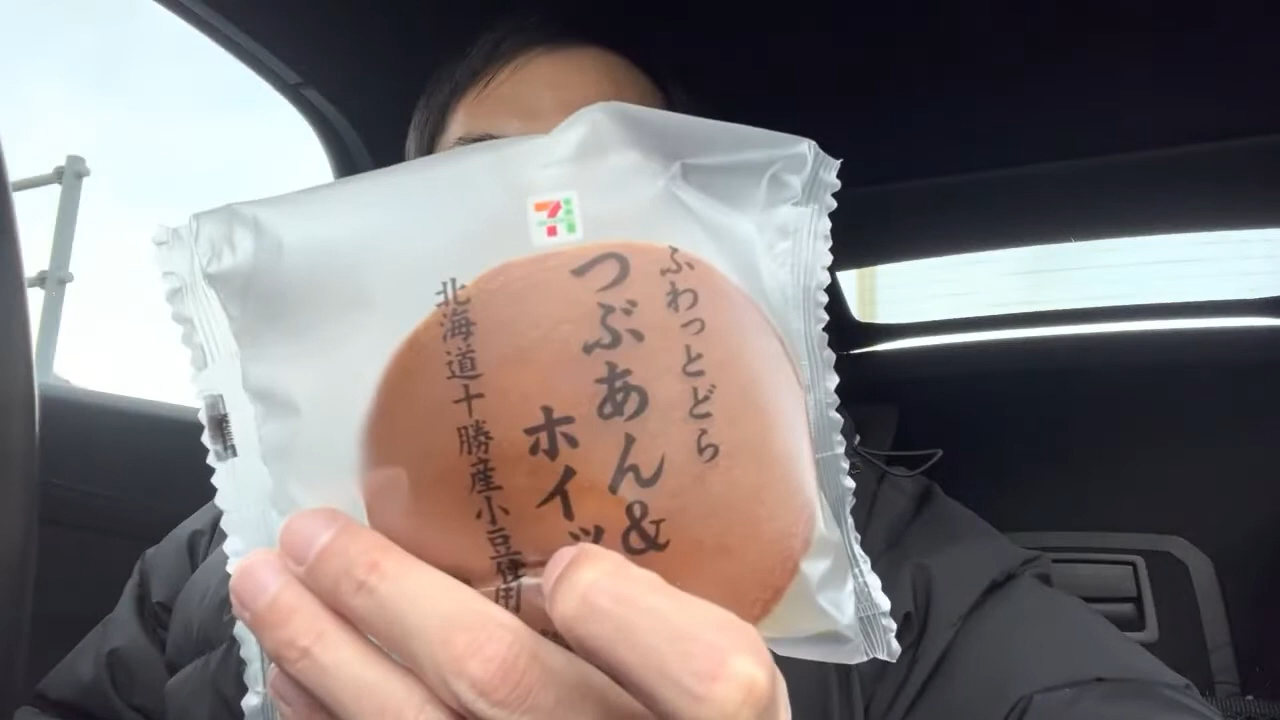 ふわっとどら
つぶあん&
ホイッ
北海道十勝産小豆使用